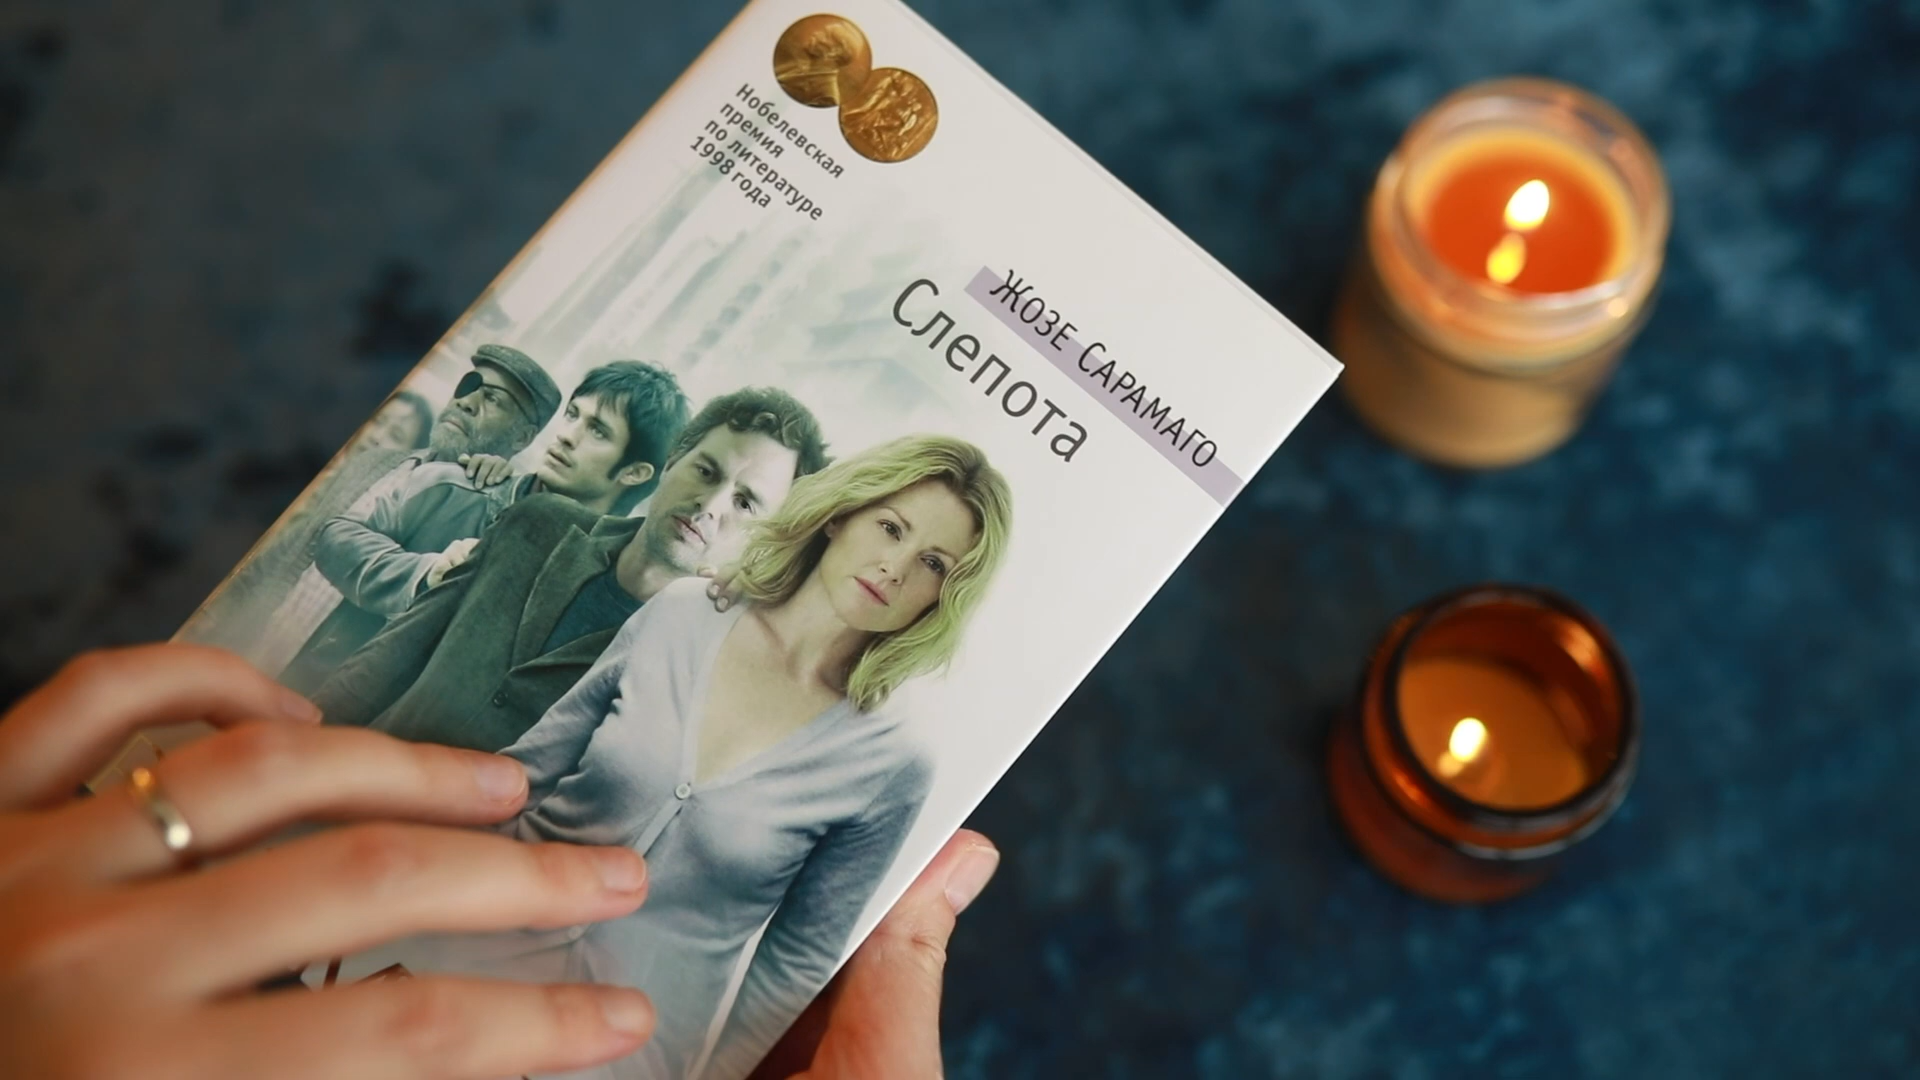 Нобелевская
премия
по литературе
1998 года
Жозе Сарамаго
Слепота